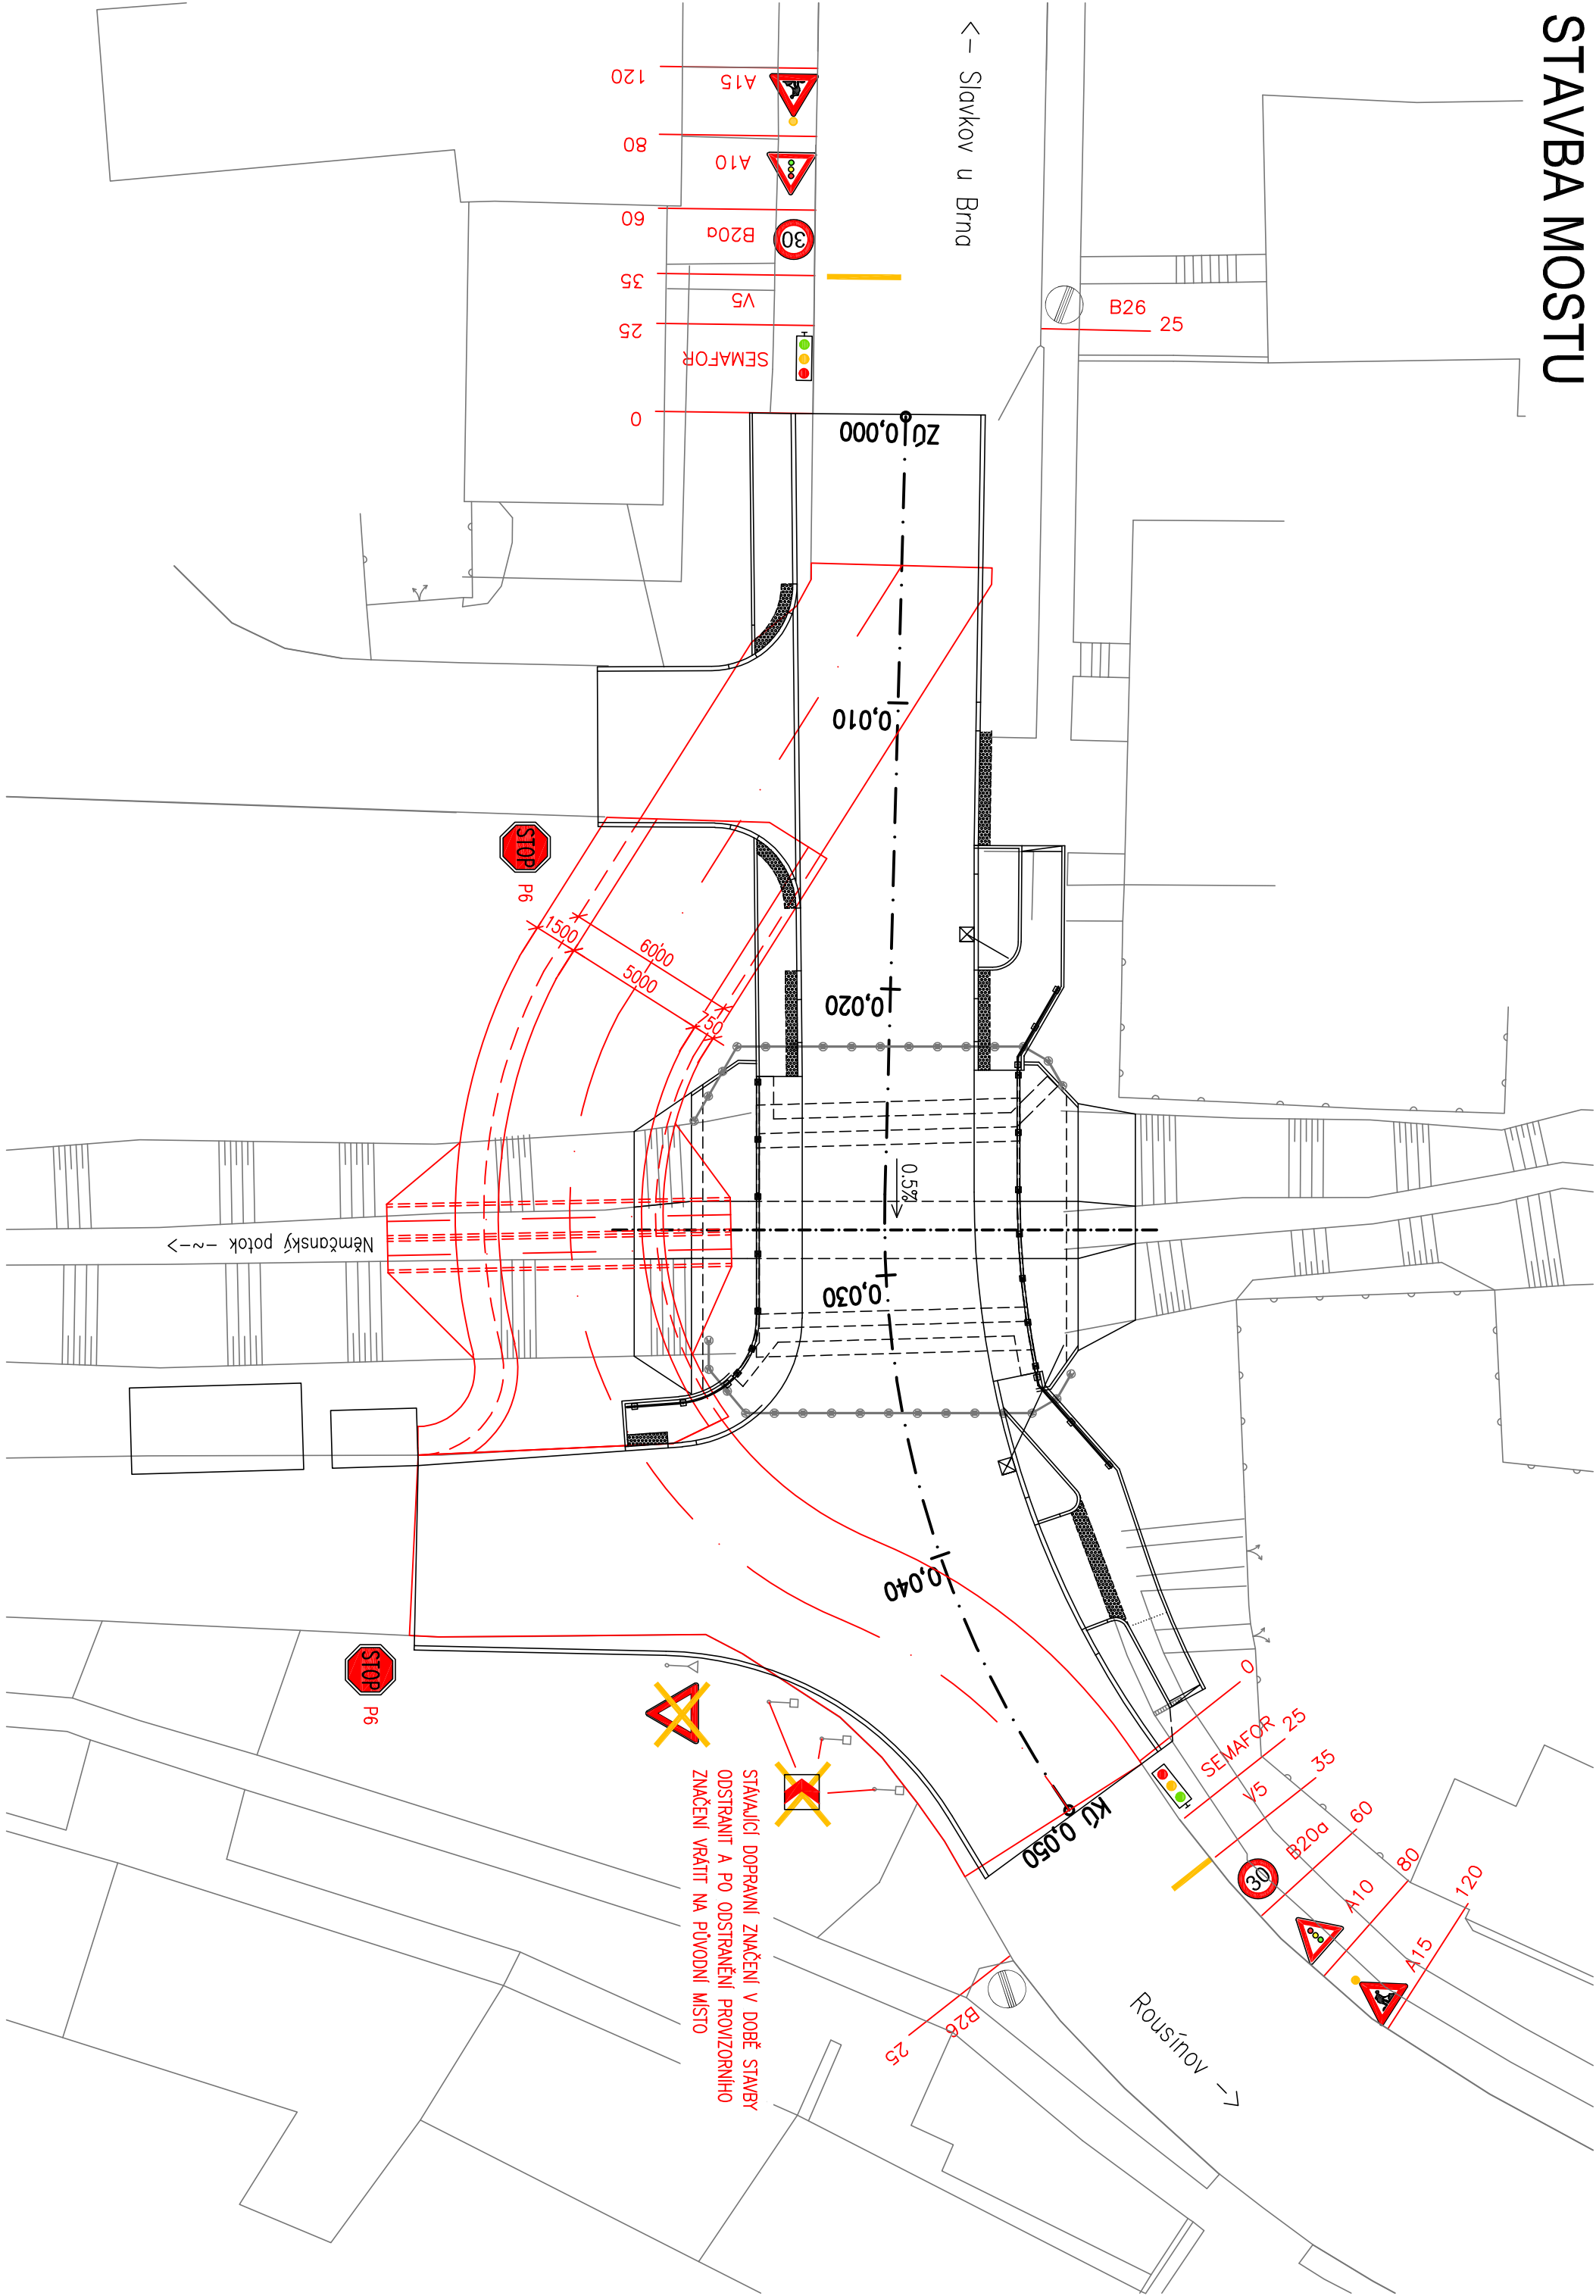 STAVBA MOSTU
<- Slavkov u Brna
120
A15
80
A10
60
B20a
30
35
V5
25
SEMAFOR
0
B26
25
ZÚ 0,000
0,010
STOP
P6
1500
6000
5000
750
0,020
0.5%
Němčanský potok -~->
0,030
0,040
STOP
P6
KÚ 0,050
0
SEMAFOR
25
V5
35
B20a
60
30
A10
80
A15
120
B26
25
Rousínov ->
STÁVAJÍCÍ DOPRAVNÍ ZNAČENÍ V DOBĚ STAVBY
ODSTRANIT A PO ODSTRANĚNÍ PROVIZORNÍHO
ZNAČENÍ VRÁTIT NA PŮVODNÍ MÍSTO